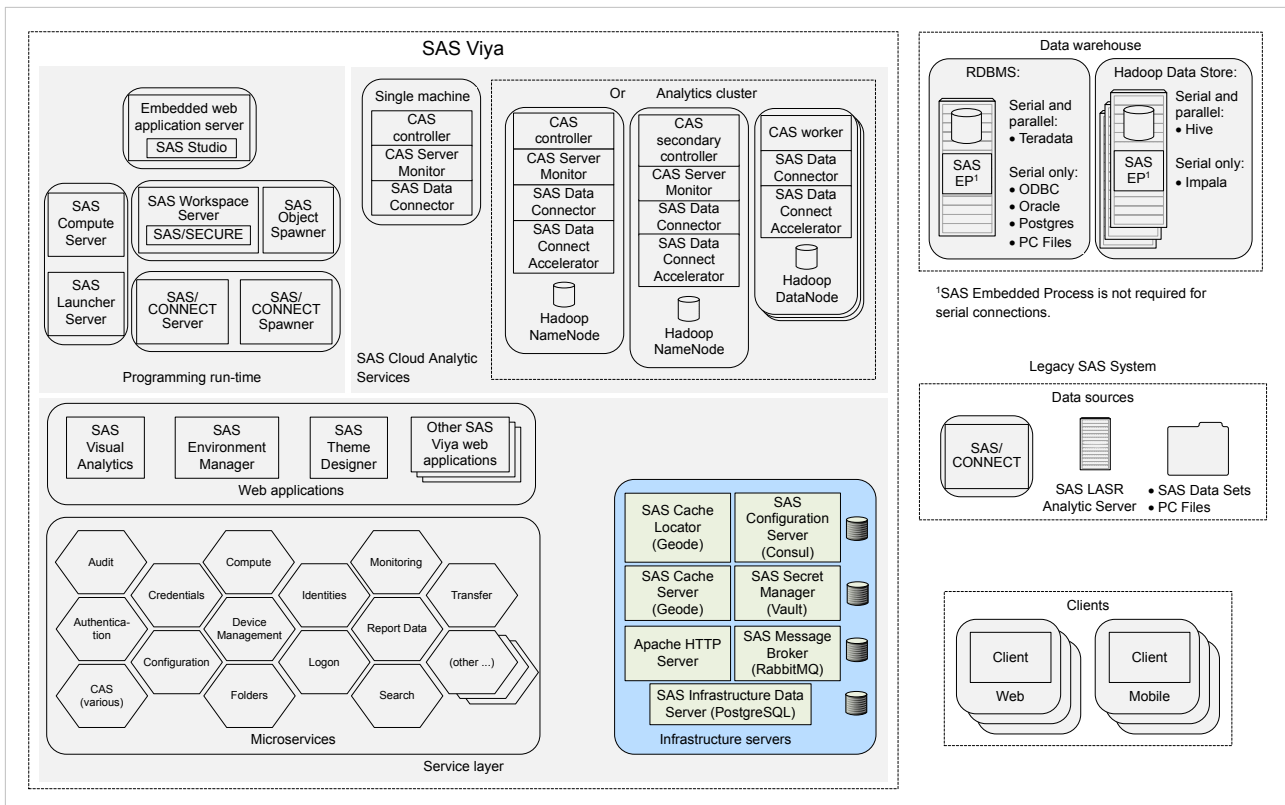 SAS Viya
Embedded web
application server
SAS Studio
SAS
Compute
Server
SAS
Launcher
Server
SAS Workspace
Server
SAS/SECURE
SAS
Object
Spawner
SAS/
CONNECT
Server
SAS/
CONNECT
Spawner
Programming run-time
Single machine
CAS
controller
CAS Server
Monitor
SAS Data
Connector
SAS Cloud Analytic
Services
Or Analytics cluster
CAS
controller
CAS Server
Monitor
SAS Data
Connector
SAS Data
Connect
Accelerator
Hadoop
NameNode
CAS
secondary
controller
CAS Server
Monitor
SAS Data
Connector
SAS Data
Connect
Accelerator
Hadoop
NameNode
CAS worker
SAS Data
Connector
SAS Data
Connect
Accelerator
Hadoop
DataNode
SAS
Visual
Analytics
SAS
Environment
Manager
SAS
Theme
Designer
Other SAS
Viya web
applications
Web applications
Audit
Compute
Monitoring
Credentials
Identities
Transfer
Authentica-
tion
Device
Management
Report Data
Configuration
Logon
(other ...)
CAS
(various)
Folders
Search
Microservices
SAS Cache
Locator
(Geode)
SAS
Configuration
Server
(Consul)
SAS Cache
Server
(Geode)
SAS Secret
Manager
(Vault)
Apache HTTP
Server
SAS Message
Broker
(RabbitMQ)
SAS Infrastructure Data
Server (PostgreSQL)
Infrastructure servers
Service layer
Data warehouse
RDBMS:
SAS
EP¹
Serial and
parallel:
• Teradata
Serial only:
• ODBC
• Oracle
• Postgres
• PC Files
Hadoop Data Store:
SAS
EP¹
Serial and
parallel:
• Hive
Serial only:
• Impala
¹SAS Embedded Process is not required for
serial connections.
Legacy SAS System
Data sources
SAS/
CONNECT
SAS LASR
Analytic Server
• SAS Data Sets
• PC Files
Clients
Client
Web
Client
Mobile